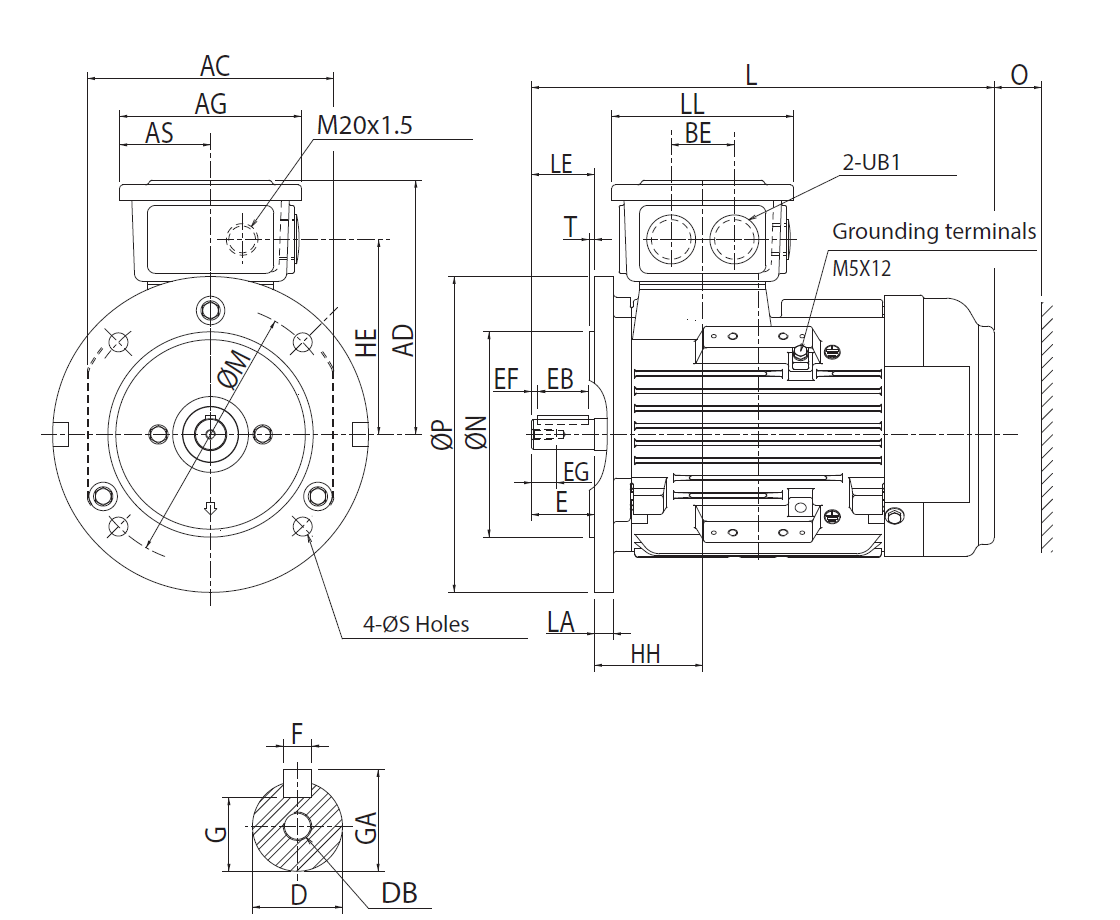 AC
AG
AS
M20x1.5
HE
AD
ØM
4-ØS Holes
L
O
LL
BE
LE
2-UB1
T
Grounding terminals
M5X12
EF
EB
ØP
ØN
EG
E
LA
HH
F
G
GA
D
DB